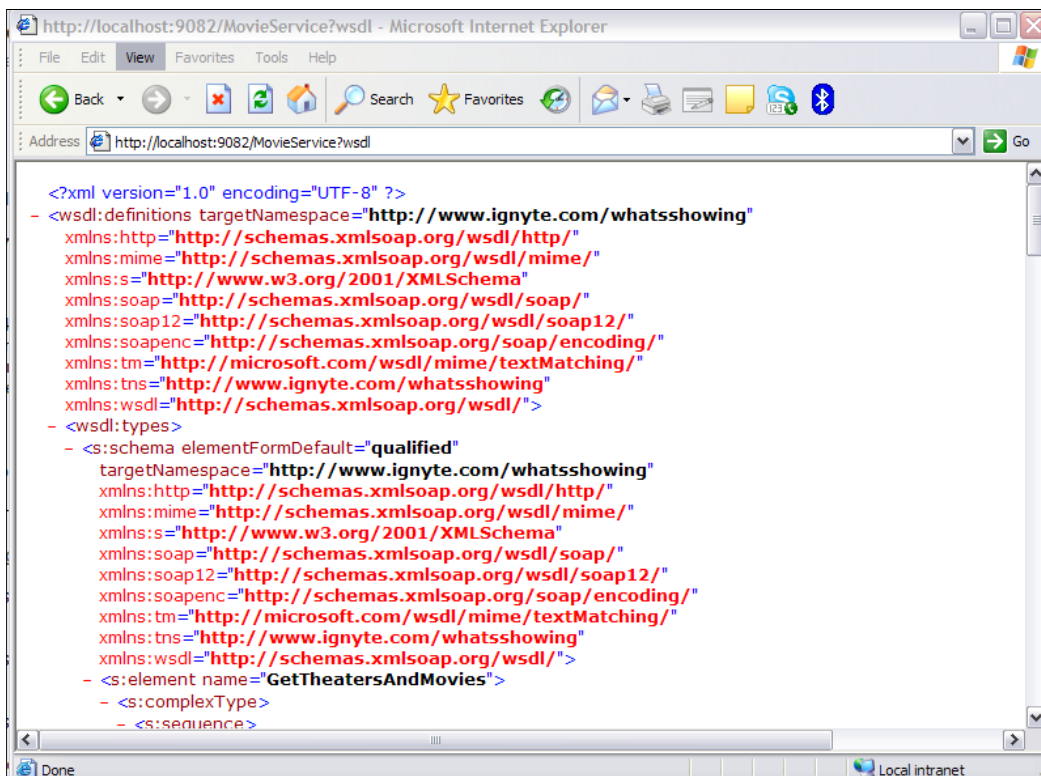 http://localhost:9082/MovieService?wsdl - Microsoft Internet Explorer
File Edit View Favorites Tools Help
Back Search Favorites 123
Address http://localhost:9082/MovieService?wsdl Go
<?xml version="1.0" encoding="UTF-8" ?>
- <wsdl:definitions targetNamespace="http://www.ignyte.com/whatsshowing"
xmlns:http="http://schemas.xmlsoap.org/wsdl/http/"
xmlns:mime="http://schemas.xmlsoap.org/wsdl/mime/"
xmlns:s="http://www.w3.org/2001/XMLSchema"
xmlns:soap="http://schemas.xmlsoap.org/wsdl/soap/"
xmlns:soap12="http://schemas.xmlsoap.org/wsdl/soap12/"
xmlns:soapenc="http://schemas.xmlsoap.org/soap/encoding/"
xmlns:tm="http://microsoft.com/wsdl/mime/textMatching/"
xmlns:tns="http://www.ignyte.com/whatsshowing"
xmlns:wsdl="http://schemas.xmlsoap.org/wsdl/">
- <wsdl:types>
- <s:schema elementFormDefault="qualified"
targetNamespace="http://www.ignyte.com/whatsshowing"
xmlns:http="http://schemas.xmlsoap.org/wsdl/http/"
xmlns:mime="http://schemas.xmlsoap.org/wsdl/mime/"
xmlns:s="http://www.w3.org/2001/XMLSchema"
xmlns:soap="http://schemas.xmlsoap.org/wsdl/soap/"
xmlns:soap12="http://schemas.xmlsoap.org/wsdl/soap12/"
xmlns:soapenc="http://schemas.xmlsoap.org/soap/encoding/"
xmlns:tm="http://microsoft.com/wsdl/mime/textMatching/"
xmlns:tns="http://www.ignyte.com/whatsshowing"
xmlns:wsdl="http://schemas.xmlsoap.org/wsdl/">
- <s:element name="GetTheatersAndMovies">
- <s:complexType>
- <s:sequence>
Done Local intranet